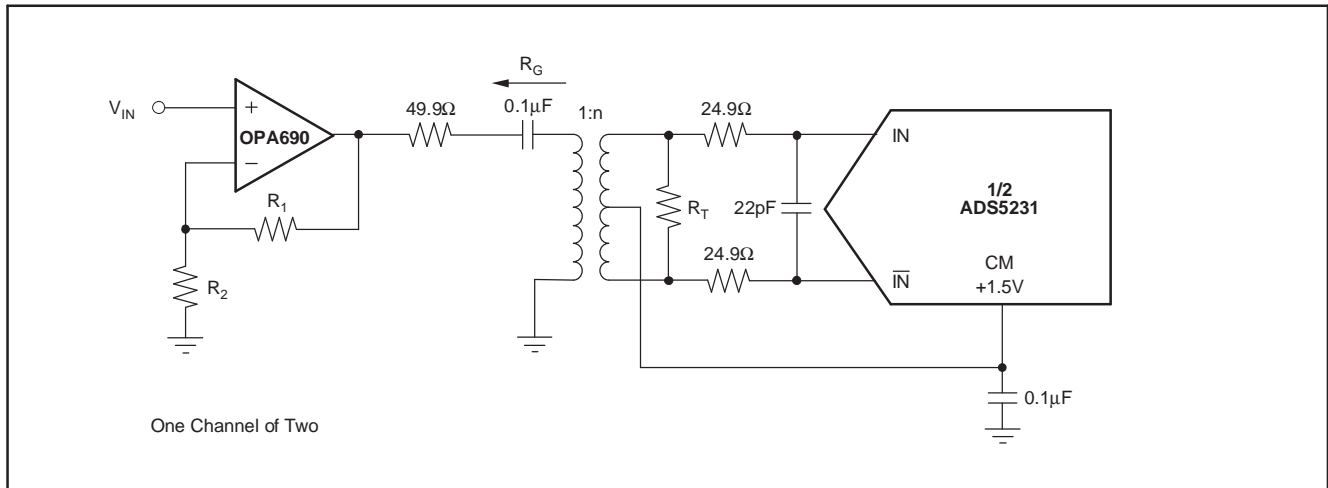 R_G
V_IN
+
OPA690
−
49.9Ω
0.1μF
1:n
24.9Ω
IN
R_1
R_T
22pF
1/2
ADS5231
24.9Ω
R_2
CM
+1.5V
I̅N̅
0.1μF
One Channel of Two